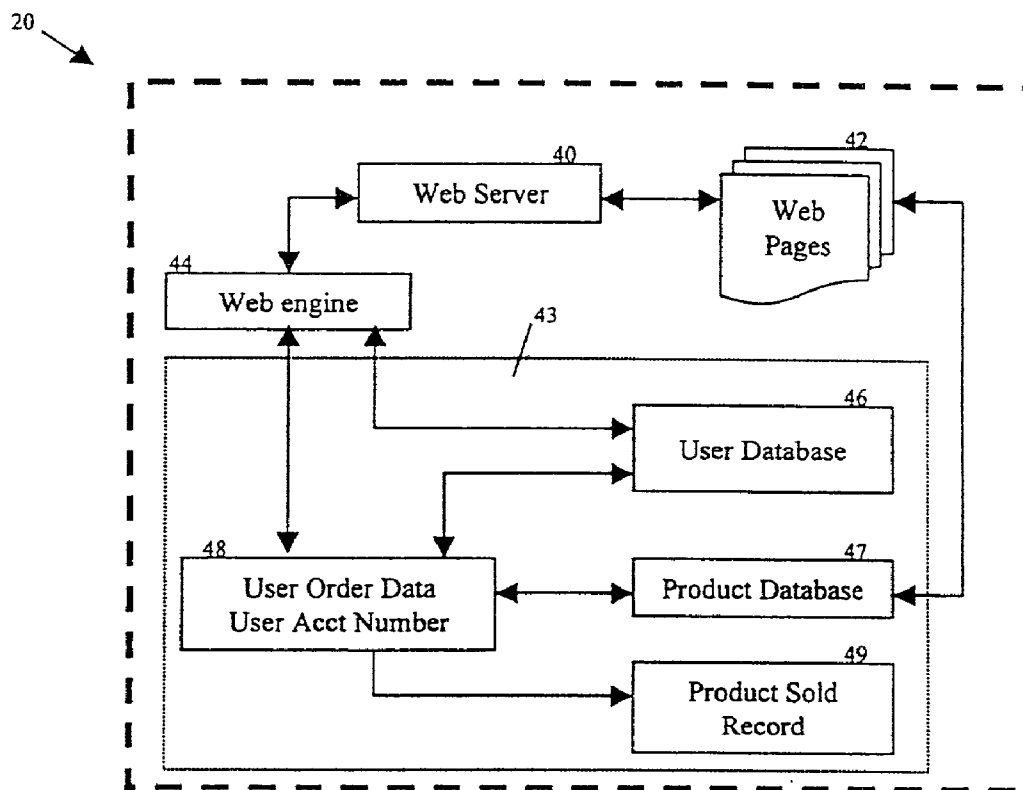 20
40
Web Server
42
Web
Pages
44
Web engine
43
46
User Database
48
User Order Data
User Acct Number
47
Product Database
49
Product Sold
Record